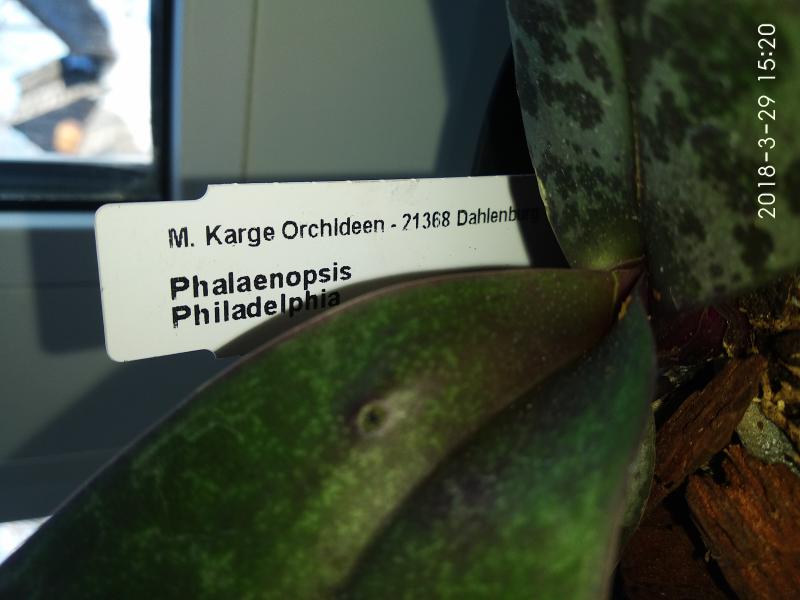 M. Karge Orchideen - 21368 Dahlenburg
Phalaenopsis
Philadelphia
2018-3-29 15:20